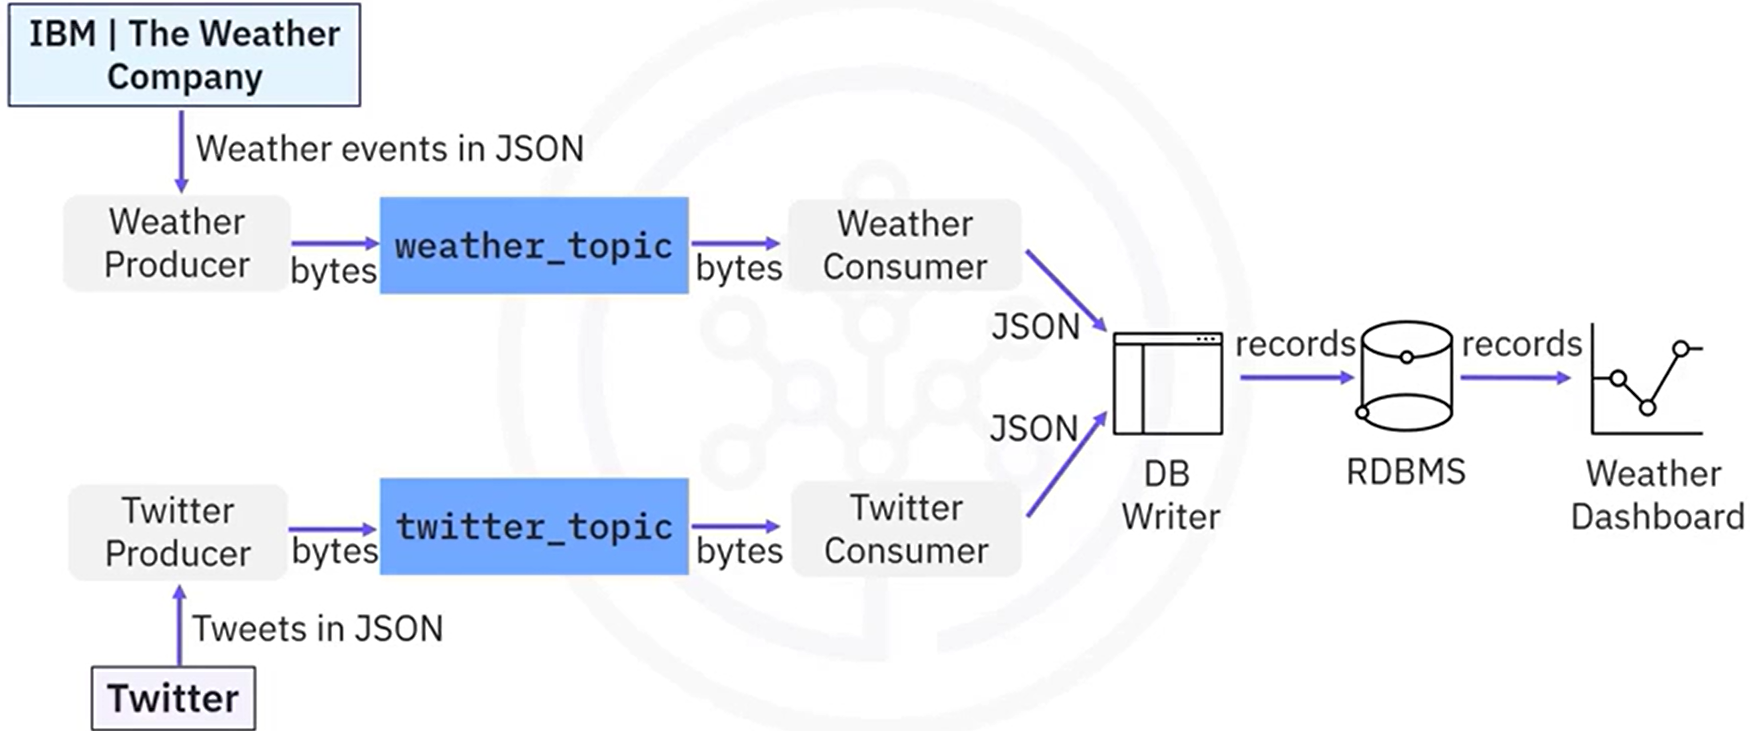 IBM | The Weather
Company
Weather events in JSON
Weather
Producer
bytes
weather_topic
bytes
Weather
Consumer
JSON
JSON
DB
Writer
records
RDBMS
records
Weather
Dashboard
Twitter
Producer
bytes
twitter_topic
bytes
Twitter
Consumer
Tweets in JSON
Twitter